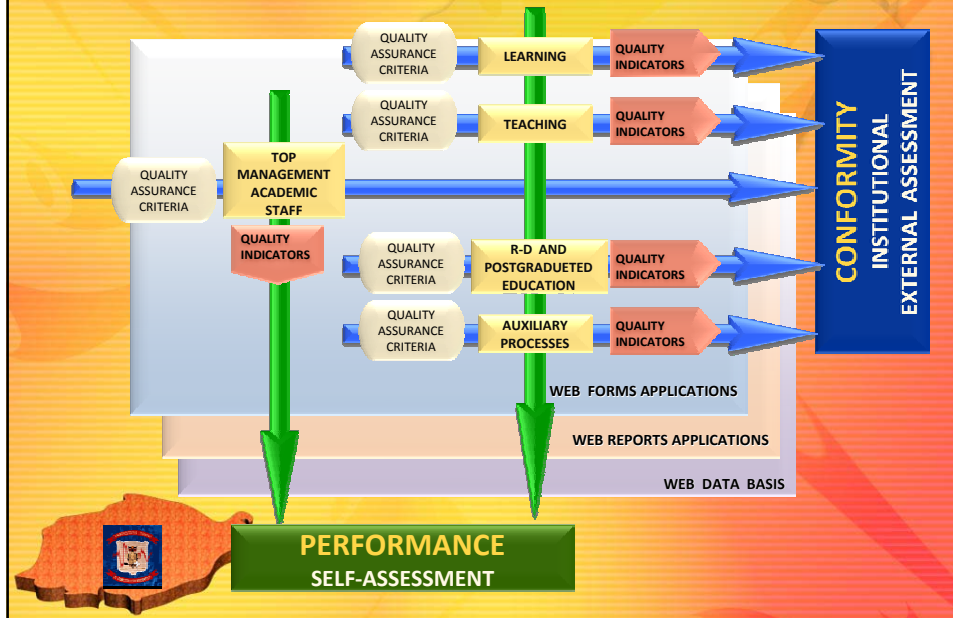 QUALITY
ASSURANCE
CRITERIA
LEARNING
QUALITY
INDICATORS
QUALITY
ASSURANCE
CRITERIA
TEACHING
QUALITY
INDICATORS
QUALITY
ASSURANCE
CRITERIA
TOP
MANAGEMENT
ACADEMIC
STAFF
QUALITY
INDICATORS
QUALITY
ASSURANCE
CRITERIA
R-D AND
POSTGRADUETED
EDUCATION
QUALITY
INDICATORS
QUALITY
ASSURANCE
CRITERIA
AUXILIARY
PROCESSES
QUALITY
INDICATORS
CONFORMITY
INSTITUTIONAL
EXTERNAL ASSESSMENT
WEB FORMS APPLICATIONS
WEB REPORTS APPLICATIONS
WEB DATA BASIS
PERFORMANCE
SELF-ASSESSMENT